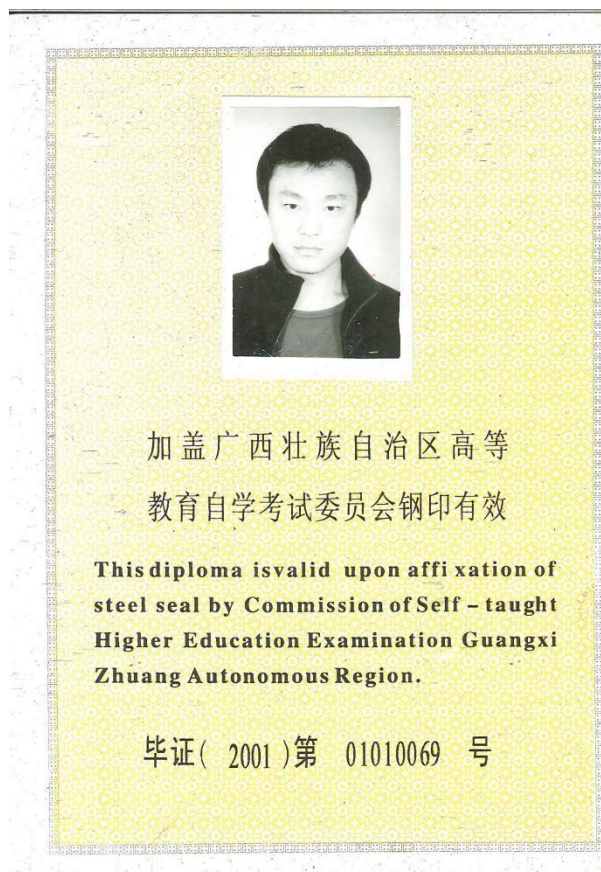 加盖广西壮族自治区高等
教育自学考试委员会钢印有效
This diploma isvalid upon affi xation of
steel seal by Commission of Self – taught
Higher Education Examination Guangxi
Zhuang Autonomous Region.
毕证( 2001 )第 01010069 号